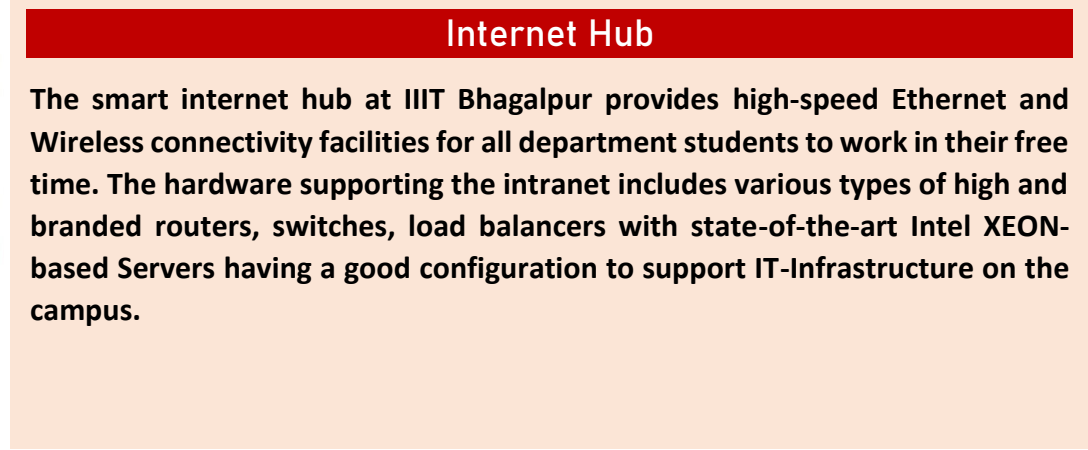 Internet Hub
The smart internet hub at IIIT Bhagalpur provides high-speed Ethernet and
Wireless connectivity facilities for all department students to work in their free
time. The hardware supporting the intranet includes various types of high and
branded routers, switches, load balancers with state-of-the-art Intel XEON-
based Servers having a good configuration to support IT-Infrastructure on the
campus.